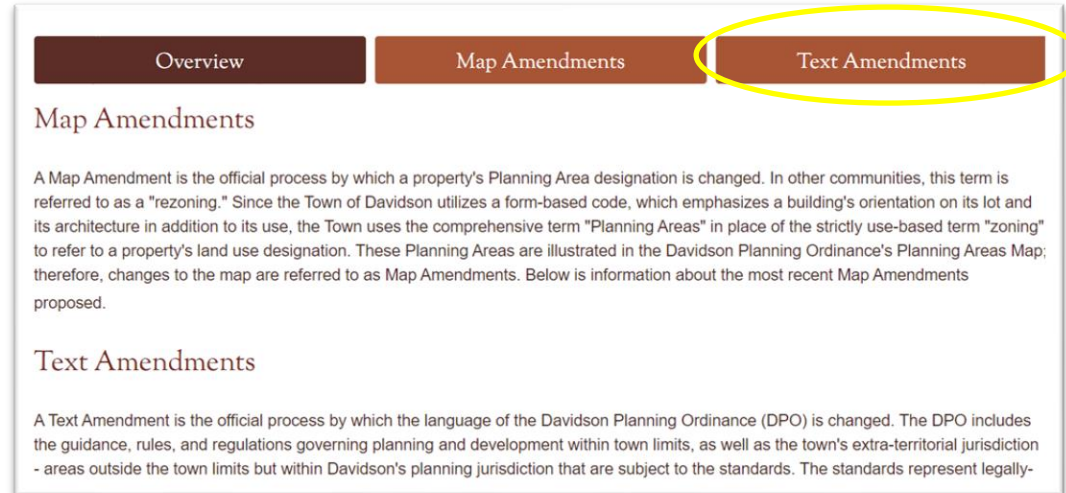 Overview
Map Amendments
Text Amendments
Map Amendments
A Map Amendment is the official process by which a property's Planning Area designation is changed. In other communities, this term is
referred to as a "rezoning." Since the Town of Davidson utilizes a form-based code, which emphasizes a building's orientation on its lot and
its architecture in addition to its use, the Town uses the comprehensive term "Planning Areas" in place of the strictly use-based term "zoning"
to refer to a property's land use designation. These Planning Areas are illustrated in the Davidson Planning Ordinance's Planning Areas Map;
therefore, changes to the map are referred to as Map Amendments. Below is information about the most recent Map Amendments
proposed.
Text Amendments
A Text Amendment is the official process by which the language of the Davidson Planning Ordinance (DPO) is changed. The DPO includes
the guidance, rules, and regulations governing planning and development within town limits, as well as the town's extra-territorial jurisdiction
- areas outside the town limits but within Davidson's planning jurisdiction that are subject to the standards. The standards represent legally-